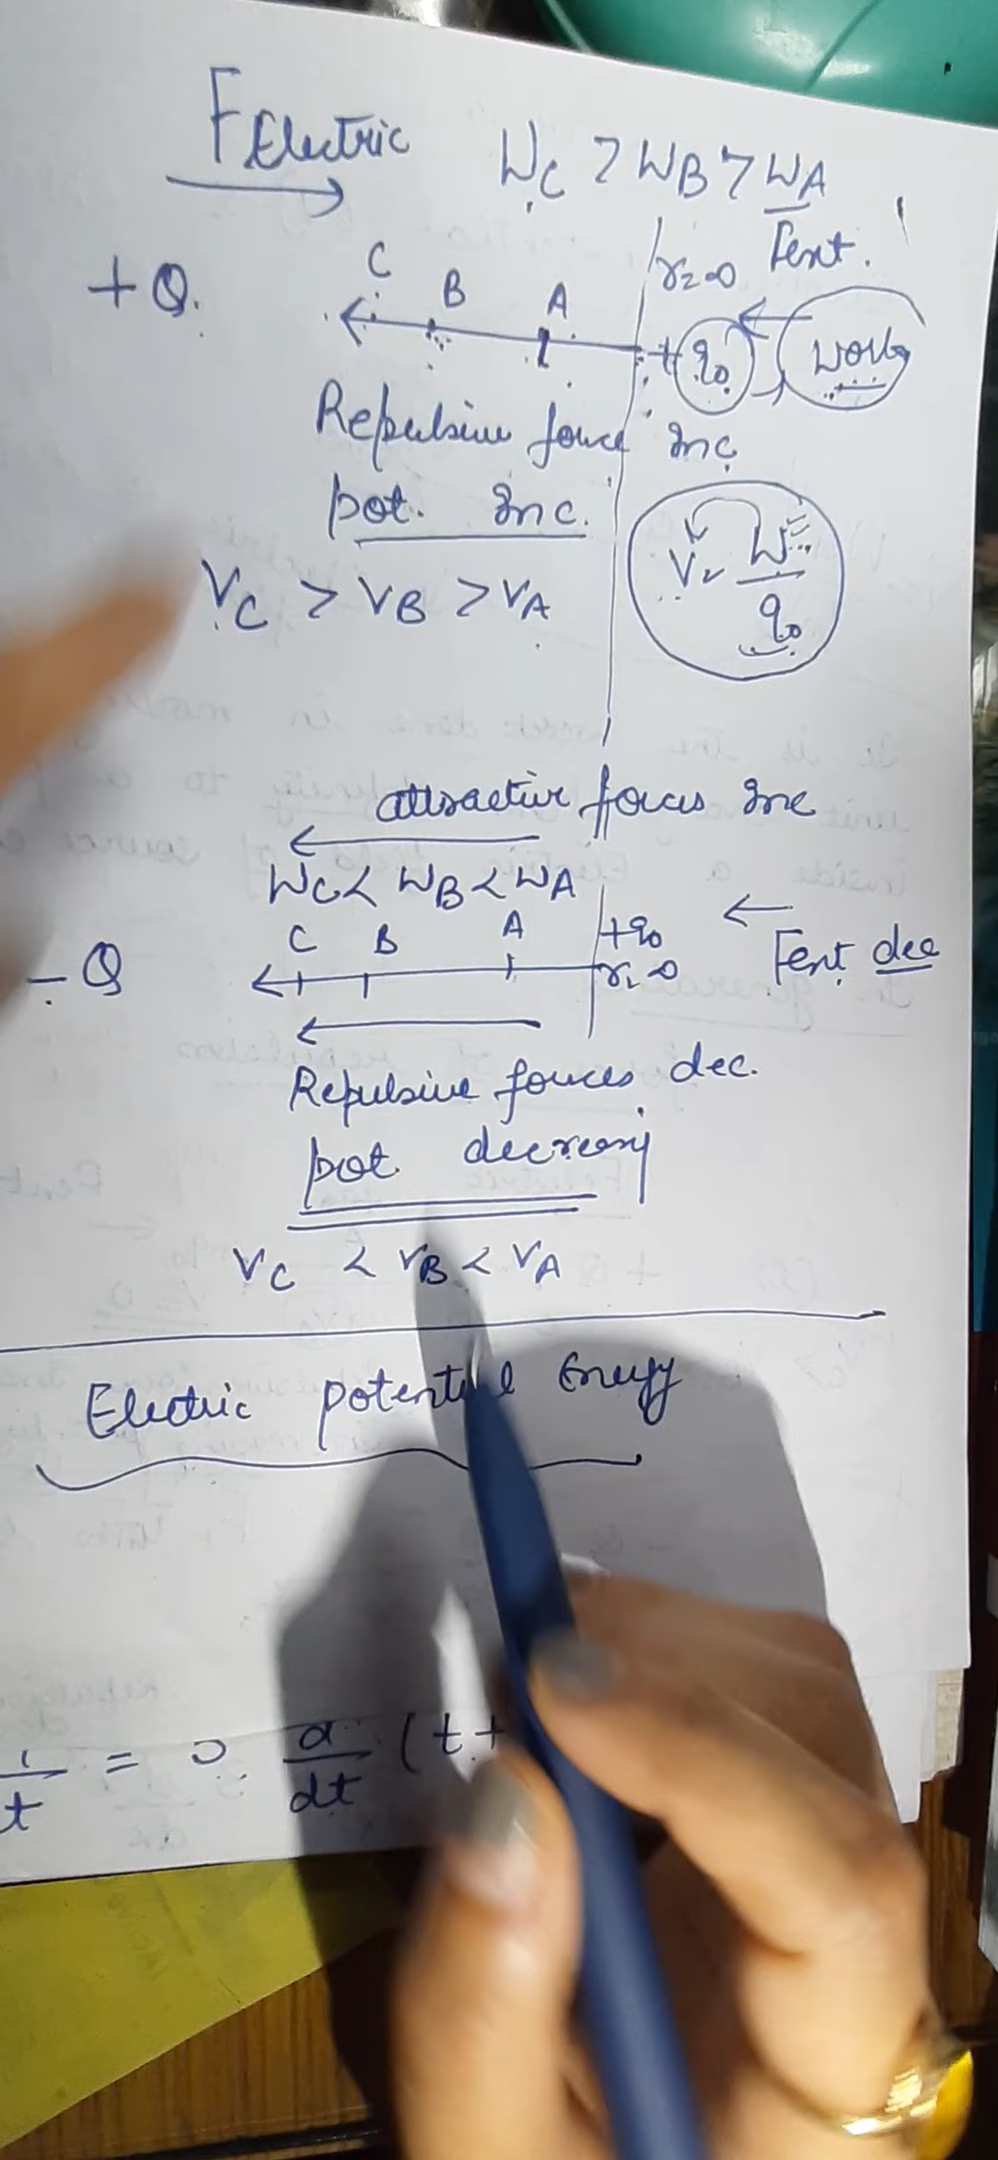 FElectric
WC > WB > WA
Fext.
+Q.
C B A
r=∞
+q0
work
Repulsive force Inc
pot. Inc.
V= W/q0
VC > VB > VA
attractive forces Inc
WC < WB < WA
C B A
+q0
r=∞
Fext dec
- Q
Repulsive forces dec.
pot. decreasing
VC < VB < VA
Electric potential Energy
t = d/dt (t+